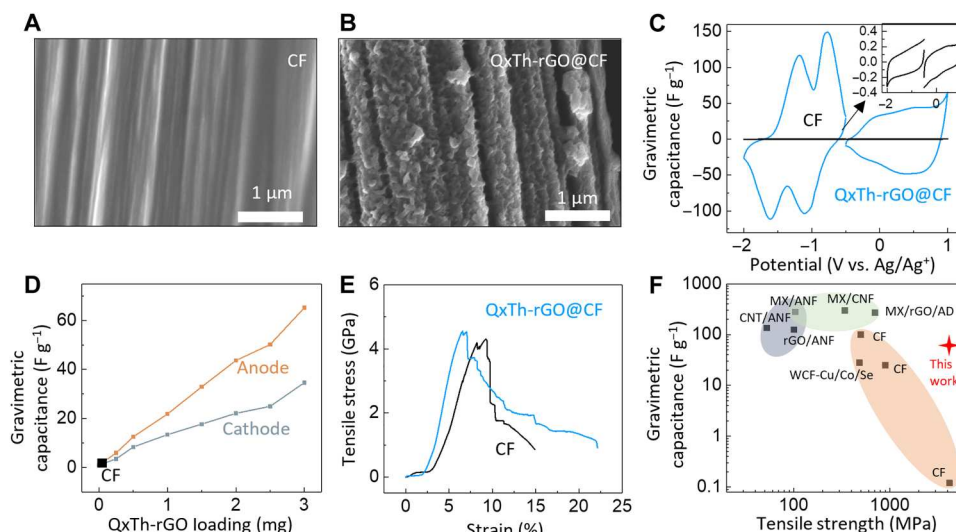 A
CF
1 µm
B
QxTh-rGO@CF
1 µm
C
Gravimetric
capacitance (F g⁻¹)
150
100
50
0
−50
−100
−2
−1
0
1
Potential (V vs. Ag/Ag⁺)
CF
QxTh-rGO@CF
0.4
0.2
0.0
−0.2
−0.4
−2
0
D
Gravimetric
capacitance (F g⁻¹)
60
40
20
0
0
1
2
3
QxTh-rGO loading (mg)
Anode
Cathode
CF
E
Tensile stress (GPa)
6
4
2
0
0
5
10
15
20
25
Strain (%)
QxTh-rGO@CF
CF
F
Gravimetric
capacitance (F g⁻¹)
1000
100
10
1
0.1
100
1000
Tensile strength (MPa)
MX/ANF
MX/CNF
CNT/ANF
MX/rGO/AD
rGO/ANF
CF
WCF-Cu/Co/Se
CF
This
work
CF